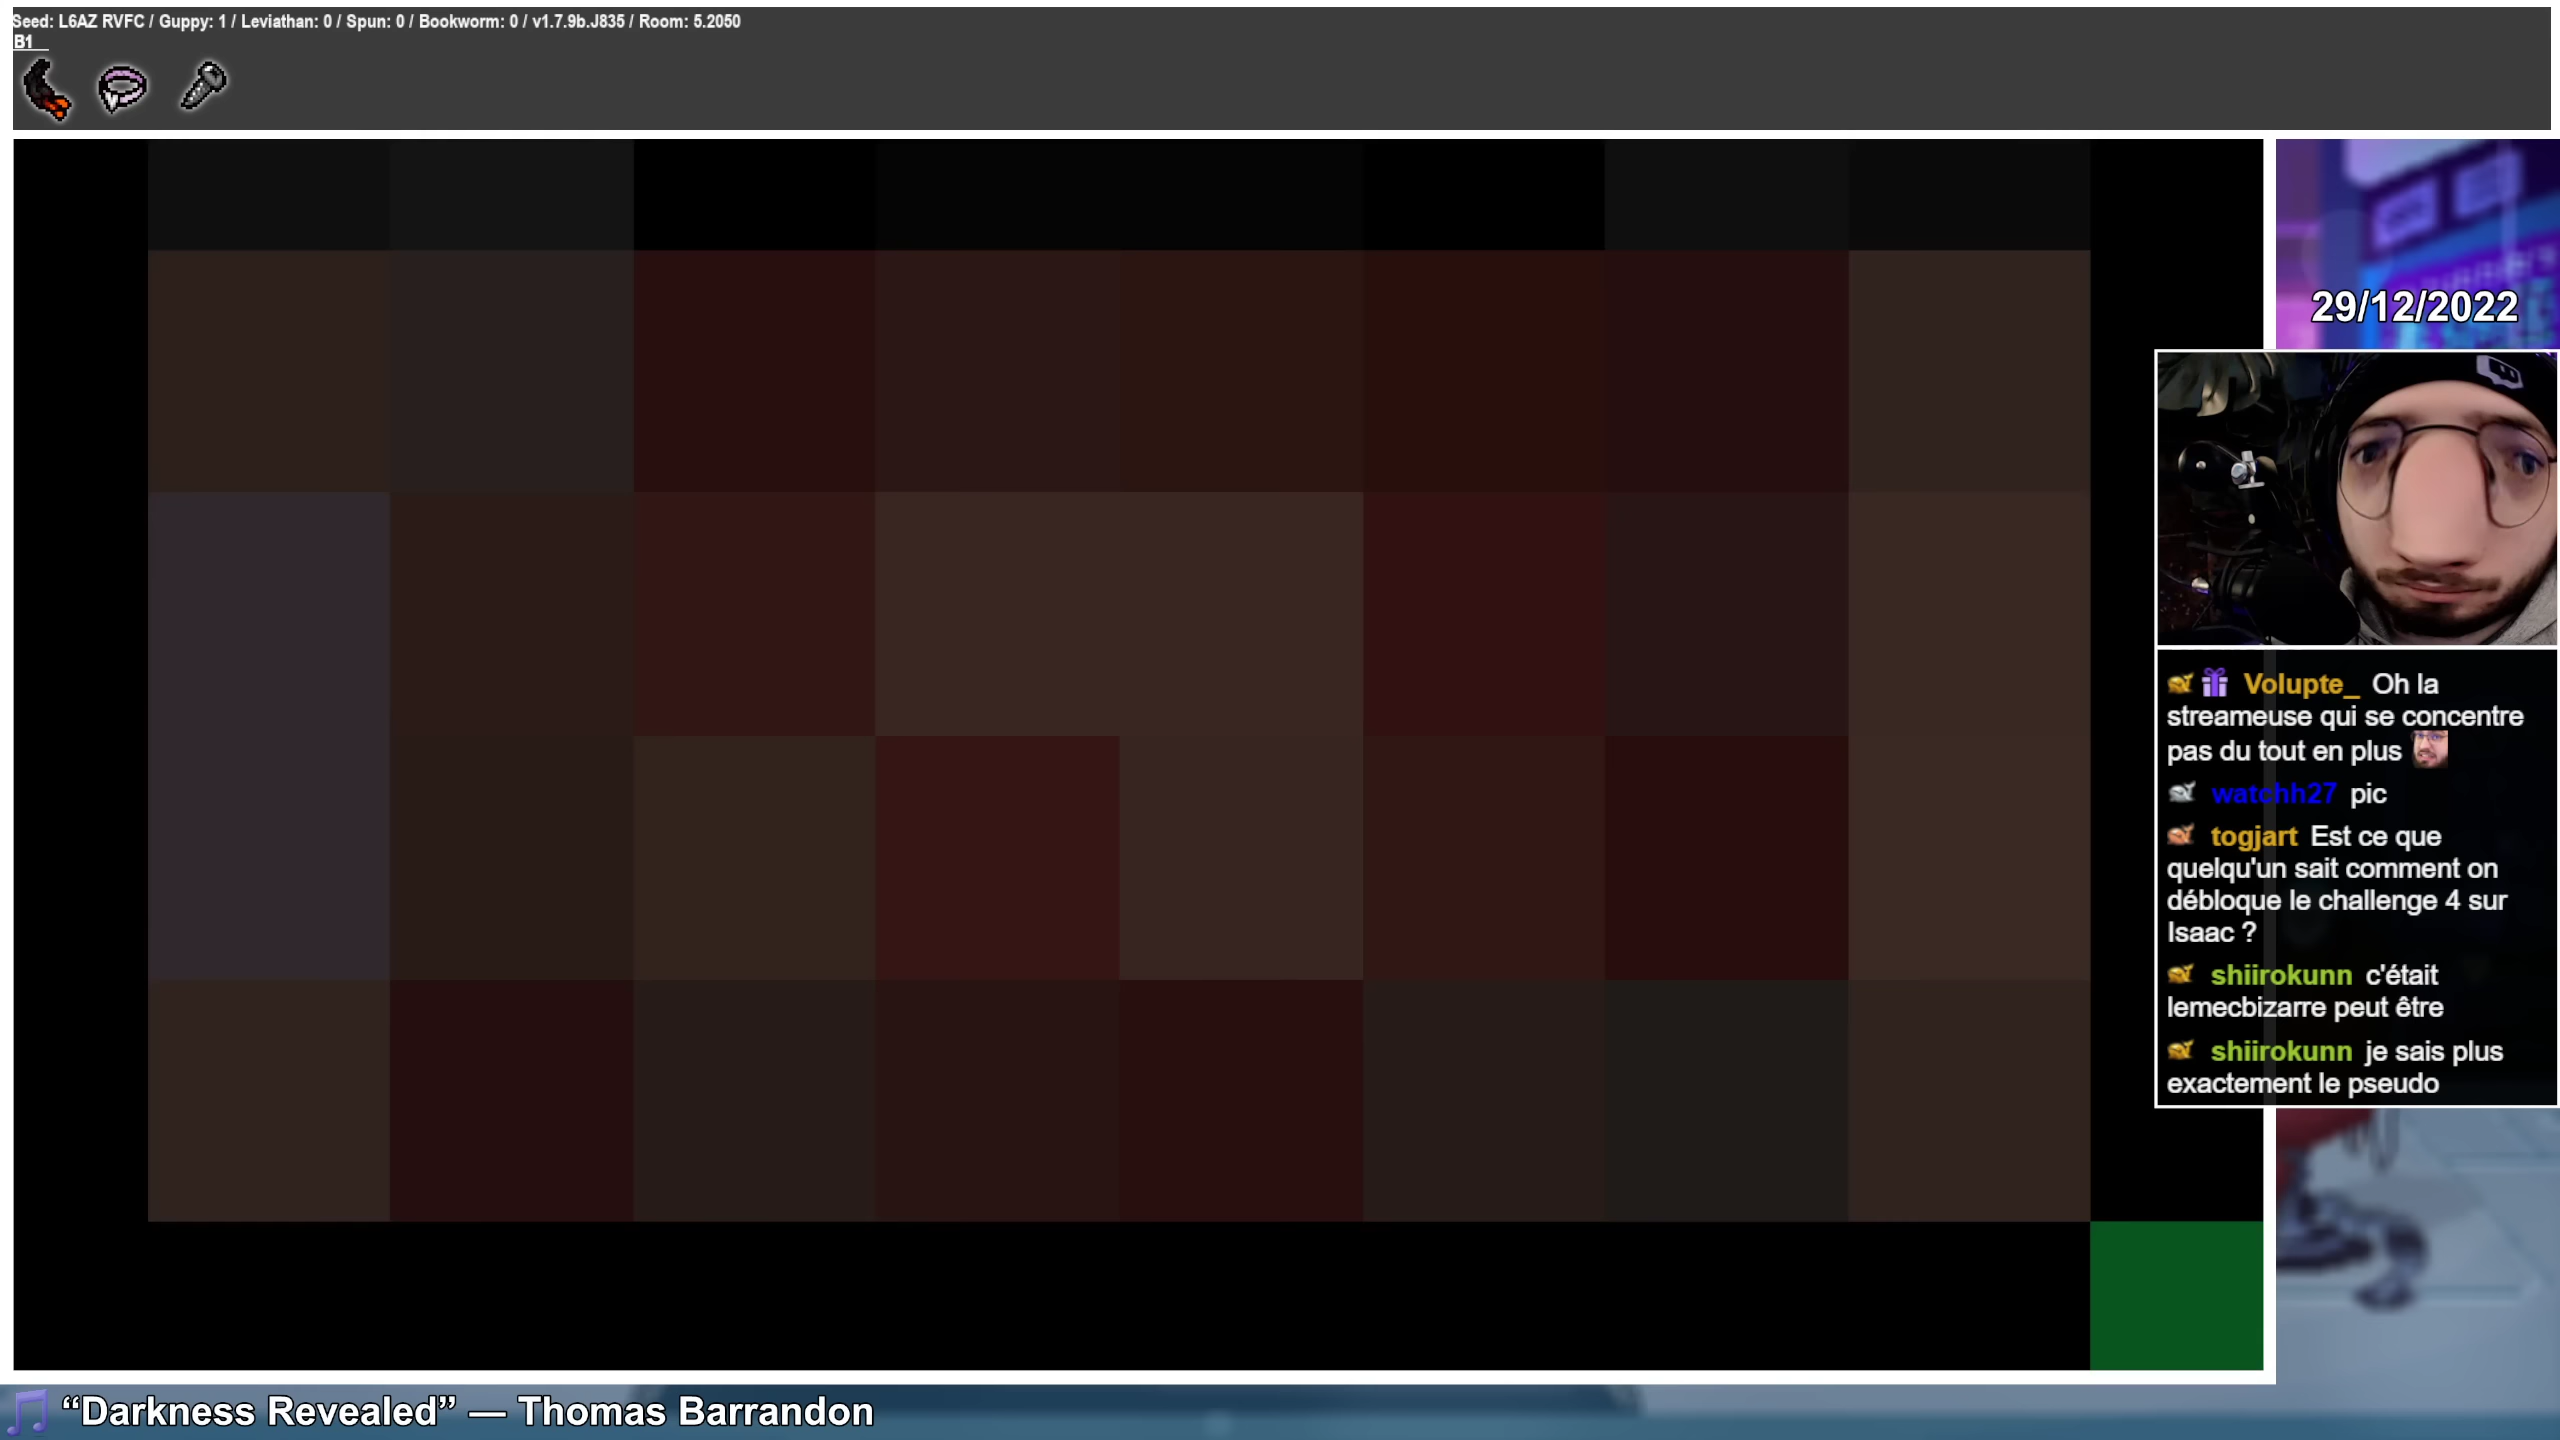 Seed: L6AZ RVFC / Guppy: 1 / Leviathan: 0 / Spun: 0 / Bookworm: 0 / v1.7.9b.J835 / Room: 5.2050
B1
29/12/2022
Volupte_ Oh la
streameuse qui se concentre
pas du tout en plus
watchh27 pic
togjart Est ce que
quelqu'un sait comment on
débloque le challenge 4 sur
Isaac ?
shiirokunn c'était
lemecbizarre peut être
shiirokunn je sais plus
exactement le pseudo
“Darkness Revealed” — Thomas Barrandon